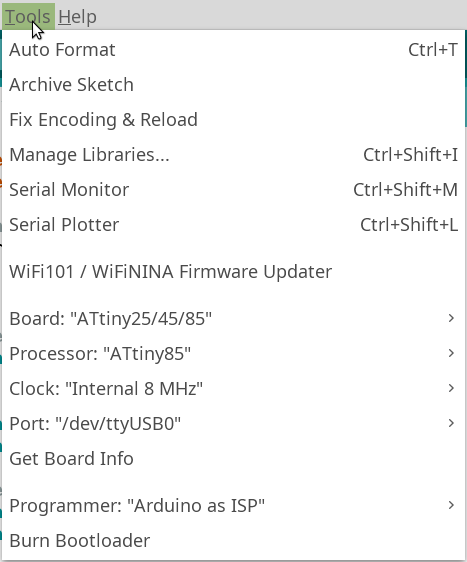 Tools Help
Auto Format Ctrl+T
Archive Sketch
Fix Encoding & Reload
Manage Libraries... Ctrl+Shift+I
Serial Monitor Ctrl+Shift+M
Serial Plotter Ctrl+Shift+L
WiFi101 / WiFiNINA Firmware Updater
Board: "ATtiny25/45/85"
Processor: "ATtiny85"
Clock: "Internal 8 MHz"
Port: "/dev/ttyUSB0"
Get Board Info
Programmer: "Arduino as ISP"
Burn Bootloader